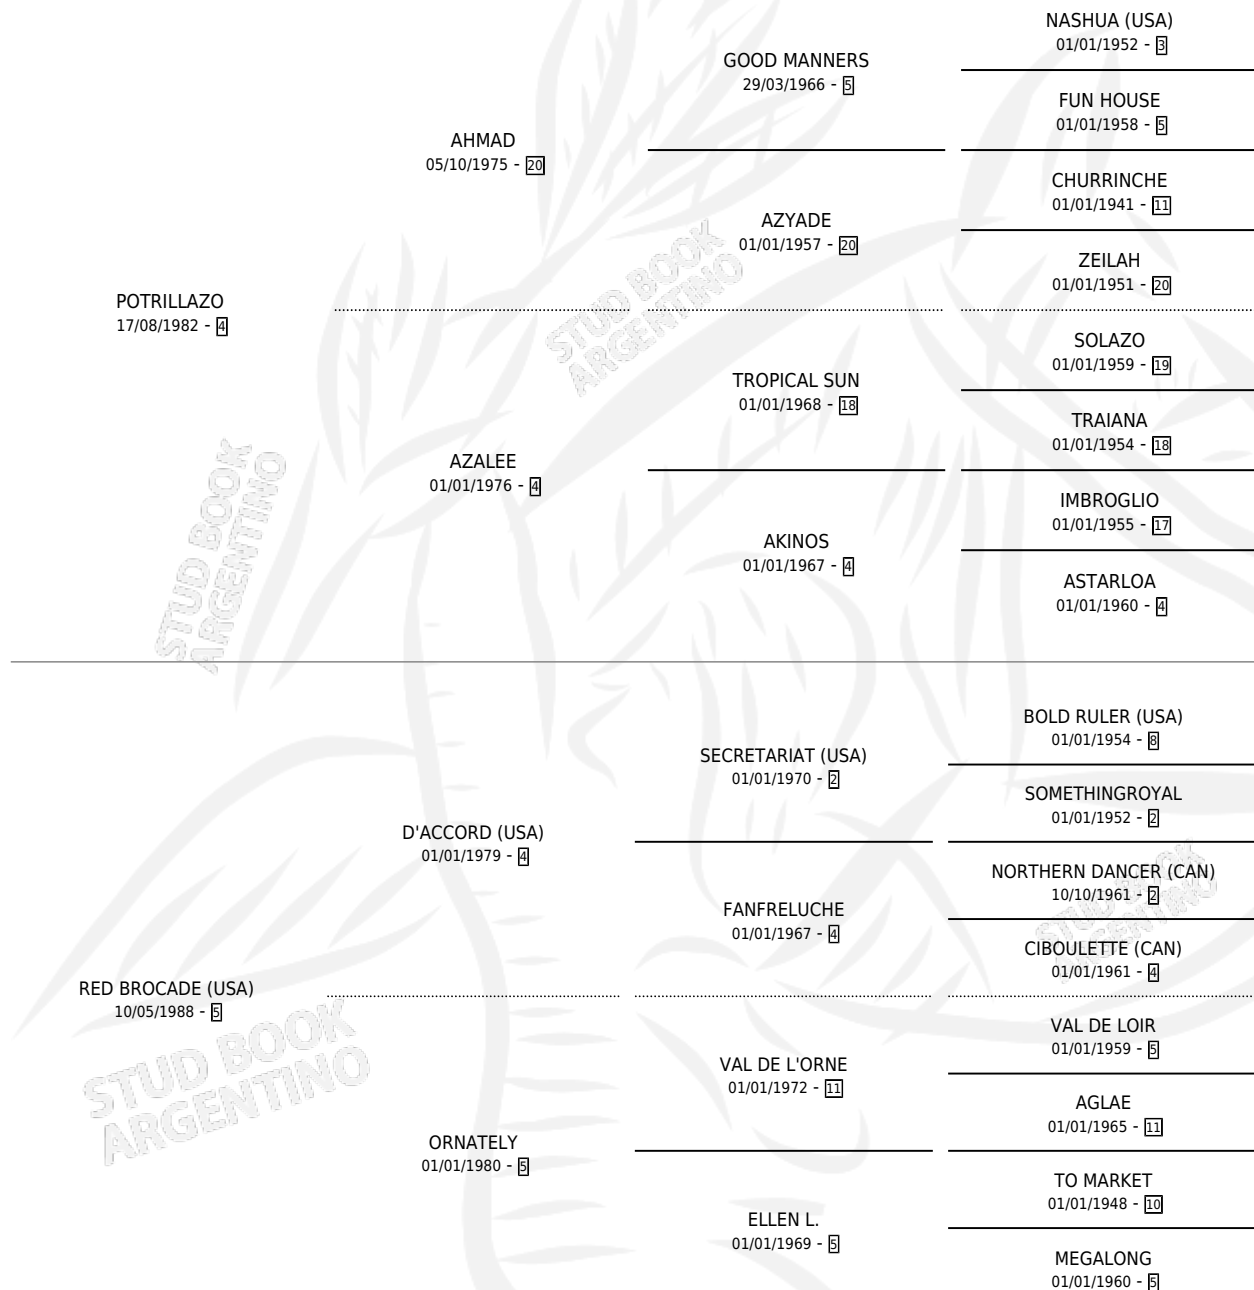 NASHUA (USA)
01/01/1952 - 3
GOOD MANNERS
29/03/1966 - 5
FUN HOUSE
01/01/1958 - 5
AHMAD
05/10/1975 - 20
CHURRINCHE
01/01/1941 - 11
AZYADE
01/01/1957 - 20
ZEILAH
01/01/1951 - 20
POTRILLAZO
17/08/1982 - 4
STUD BOOK
ARGENTINO
SOLAZO
01/01/1959 - 19
TROPICAL SUN
01/01/1968 - 18
TRAIANA
01/01/1954 - 18
AZALEE
01/01/1976 - 4
IMBROGLIO
01/01/1955 - 17
AKINOS
01/01/1967 - 4
ASTARLOA
01/01/1960 - 4
STUD BOOK
ARGENTINO
BOLD RULER (USA)
01/01/1954 - 8
SECRETARIAT (USA)
01/01/1970 - 2
SOMETHINGROYAL
01/01/1952 - 2
D'ACCORD (USA)
01/01/1979 - 4
NORTHERN DANCER (CAN)
10/10/1961 - 2
STUD BOOK
ARGENTINO
FANFRELUCHE
01/01/1967 - 4
CIBOULETTE (CAN)
01/01/1961 - 4
RED BROCADE (USA)
10/05/1988 - 5
STUD BOOK
ARGENTINO
VAL DE LOIR
01/01/1959 - 5
VAL DE L'ORNE
01/01/1972 - 11
AGLAE
01/01/1965 - 11
ORNATELY
01/01/1980 - 5
TO MARKET
01/01/1948 - 10
ELLEN L.
01/01/1969 - 5
MEGALONG
01/01/1960 - 5